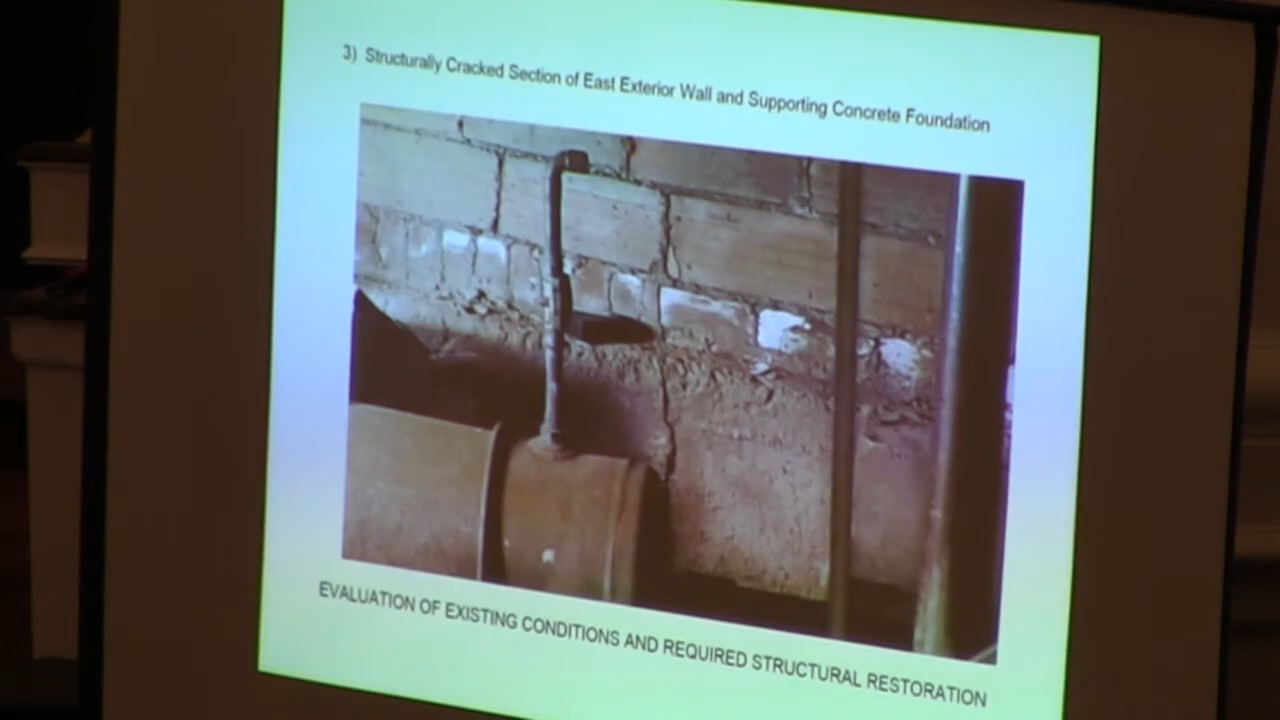 3) Structurally Cracked Section of East Exterior Wall and Supporting Concrete Foundation
EVALUATION OF EXISTING CONDITIONS AND REQUIRED STRUCTURAL RESTORATION